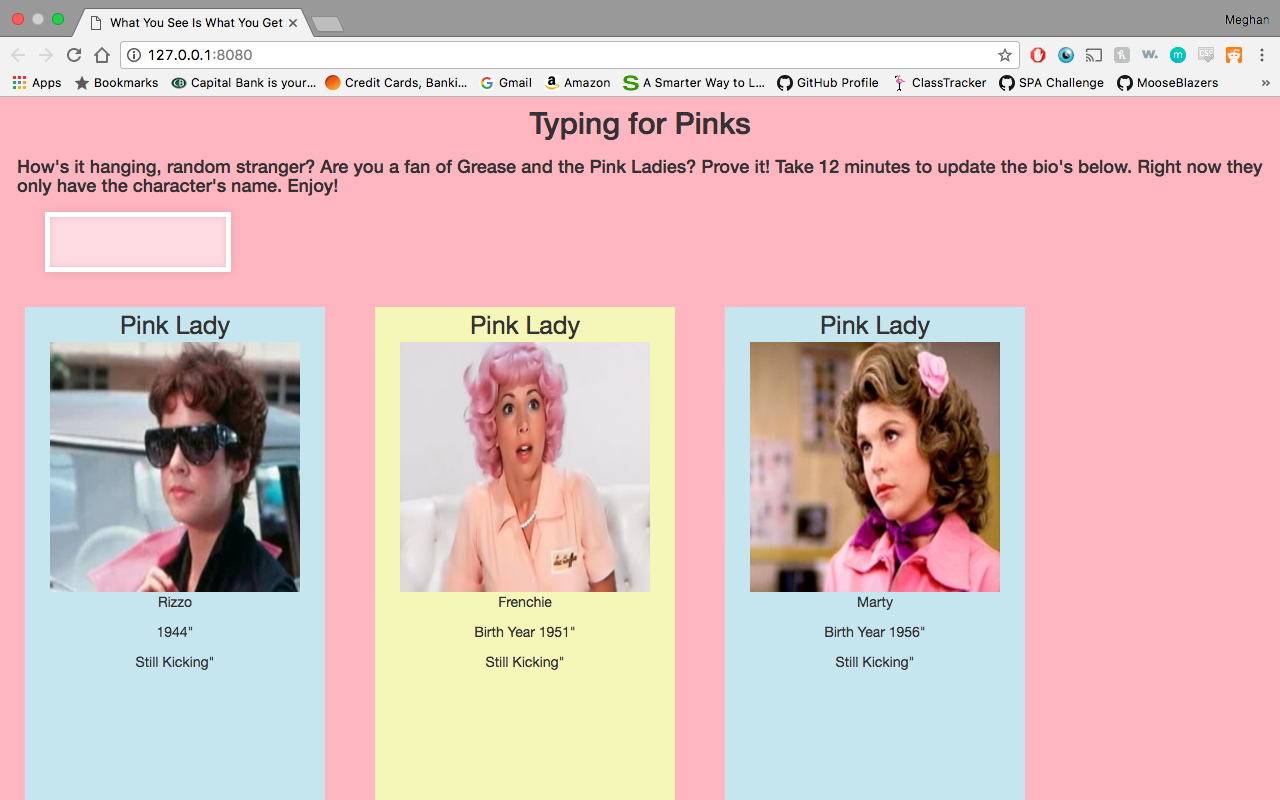 What You See Is What You Get
Meghan
127.0.0.1:8080
Apps Bookmarks Capital Bank is your... Credit Cards, Banki... Gmail Amazon A Smarter Way to L... GitHub Profile ClassTracker SPA Challenge MooseBlazers »
Typing for Pinks
How's it hanging, random stranger? Are you a fan of Grease and the Pink Ladies? Prove it! Take 12 minutes to update the bio's below. Right now they
only have the character's name. Enjoy!
Pink Lady
Rizzo
1944"
Still Kicking"
Pink Lady
Frenchie
Birth Year 1951"
Still Kicking"
Pink Lady
Marty
Birth Year 1956"
Still Kicking"